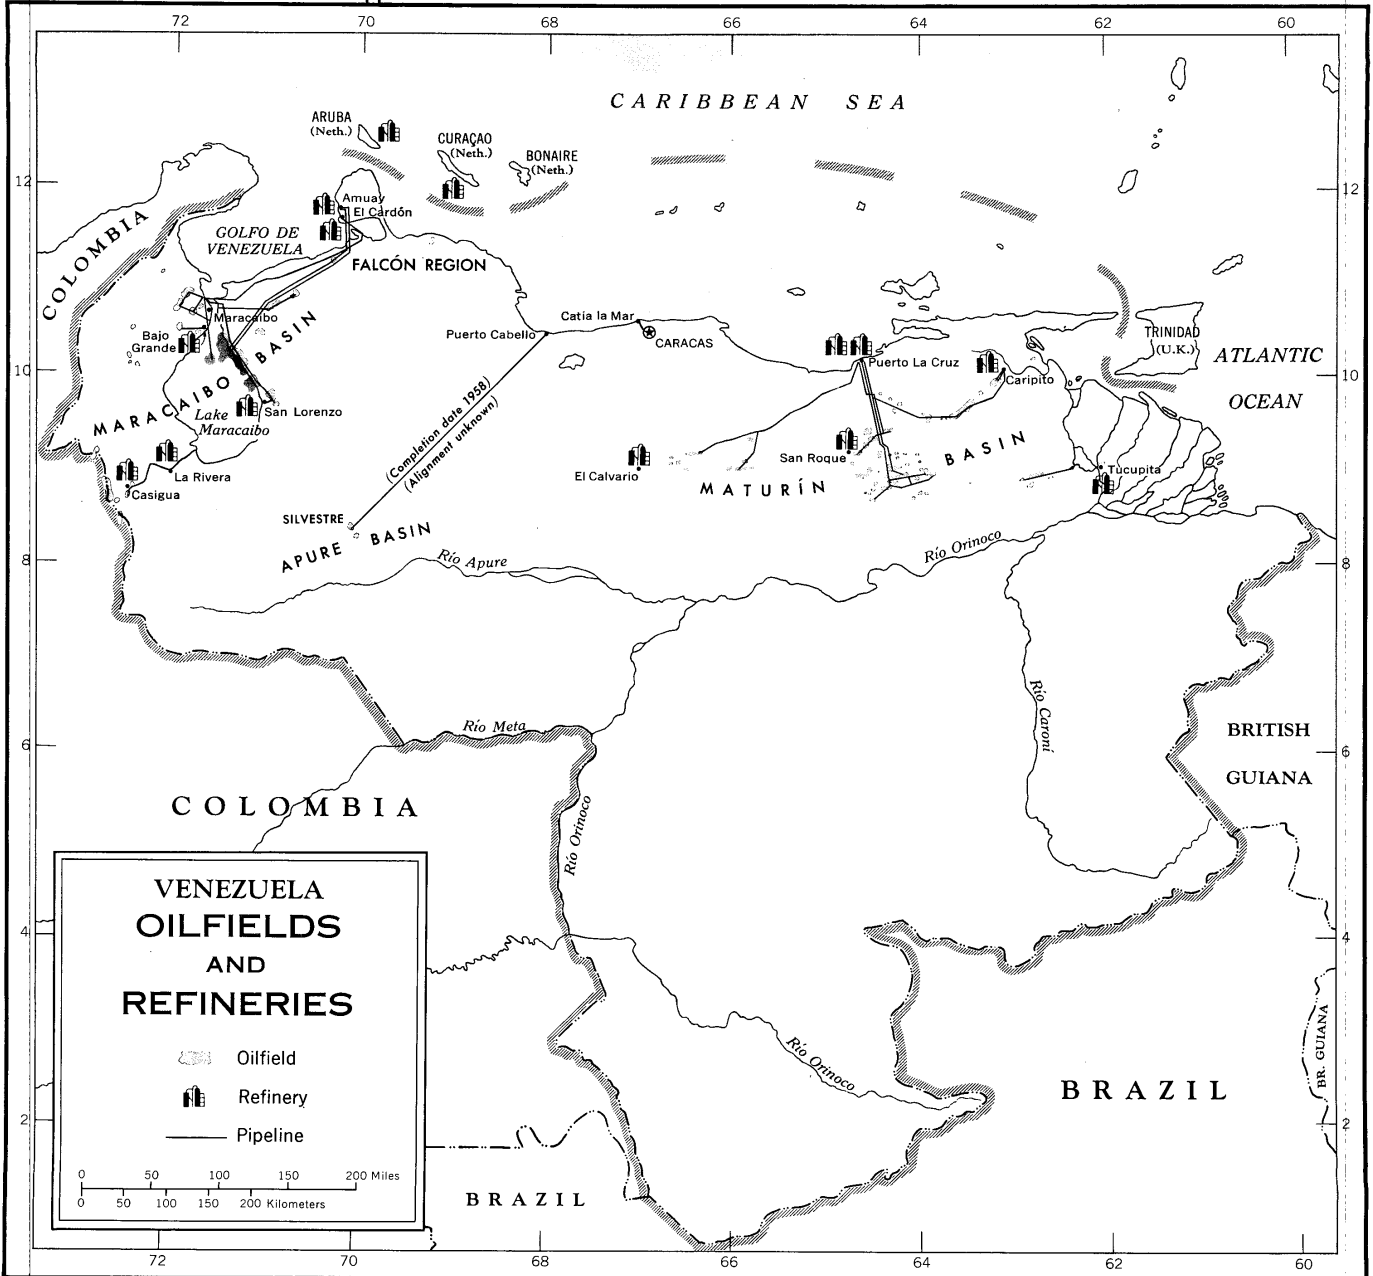 72 70 68 66 64 62 60
CARIBBEAN SEA
ARUBA
(Neth.)
CURAÇAO
(Neth.)
BONAIRE
(Neth.)
12
12
COLOMBIA
Amuay
El Cardón
GOLFO DE
VENEZUELA
FALCÓN REGION
Maracaibo
Bajo
Grande
MARACAIBO BASIN
Puerto Cabello
Catia la Mar
CARACAS
Puerto La Cruz
Caripito
TRINIDAD
(U.K.)
ATLANTIC
OCEAN
10
10
Lake
Maracaibo
San Lorenzo
La Rivera
Casigua
(Completion date 1958)
(Alignment unknown)
El Calvario
San Roque
MATURÍN BASIN
Tucupita
SILVESTRE
APURE BASIN
Río Apure
Río Orinoco
8
8
Río Meta
Río Caroní
6
6
BRITISH
GUIANA
COLOMBIA
Río Orinoco
4
4
Río Orinoco
BR. GUIANA
BRAZIL
2
2
BRAZIL
VENEZUELA
OILFIELDS
AND
REFINERIES
Oilfield
Refinery
Pipeline
0 50 100 150 200 Miles
0 50 100 150 200 Kilometers
72 70 68 66 64 62 60